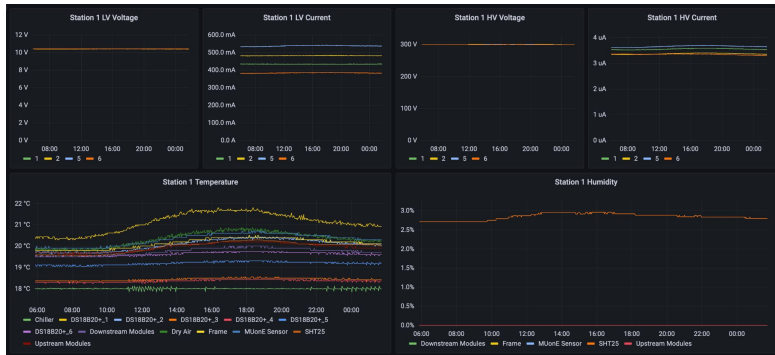 Station 1 LV Voltage
12 V
10 V
8 V
6 V
4 V
2 V
0 V
08:00 12:00 16:00 20:00 00:00
1 2 5 6
Station 1 LV Current
600.0 mA
500.0 mA
400.0 mA
300.0 mA
200.0 mA
100.0 mA
0.0 A
08:00 12:00 16:00 20:00 00:00
1 2 5 6
Station 1 HV Voltage
300 V
200 V
100 V
0 V
08:00 12:00 16:00 20:00 00:00
1 2 5 6
Station 1 HV Current
4 uA
3 uA
2 uA
1 uA
0 uA
08:00 12:00 16:00 20:00 00:00
1 2 5 6
Station 1 Temperature
22 °C
21 °C
20 °C
19 °C
18 °C
06:00 08:00 10:00 12:00 14:00 16:00 18:00 20:00 22:00 00:00
Chiller DS18B20+_1 DS18B20+_2 DS18B20+_3 DS18B20+_4 DS18B20+_5
DS18B20+_6 Downstream Modules Dry Air Frame MUonE Sensor SHT25
Upstream Modules
Station 1 Humidity
3.0%
2.5%
2.0%
1.5%
1.0%
0.5%
0.0%
06:00 08:00 10:00 12:00 14:00 16:00 18:00 20:00 22:00 00:00
Downstream Modules Frame MUonE Sensor SHT25 Upstream Modules